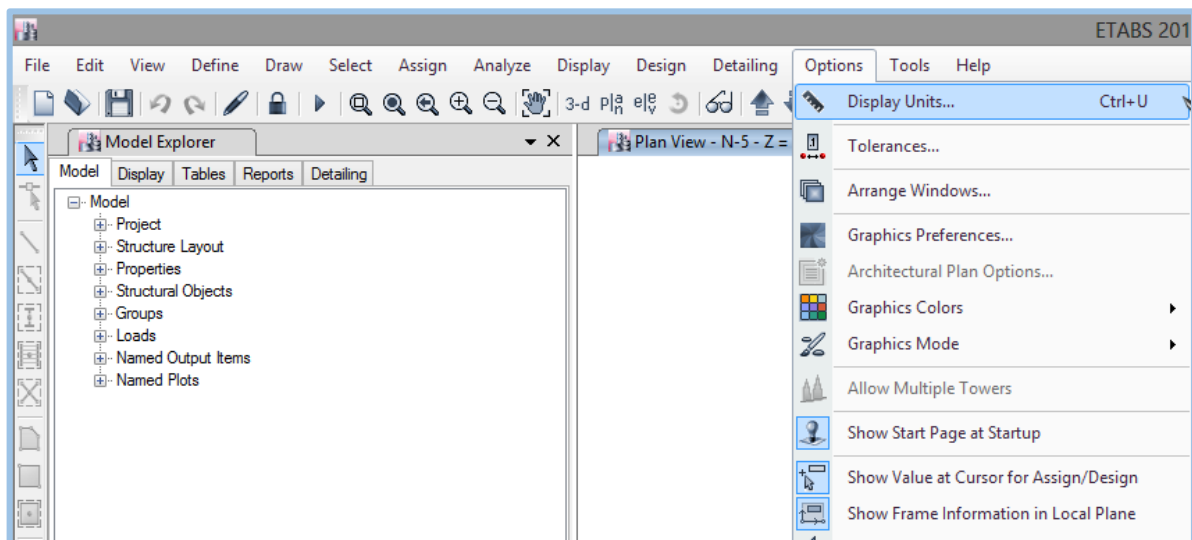 ETABS 201
File Edit View Define Draw Select Assign Analyze Display Design Detailing Options Tools Help
3-d
Model Explorer
Plan View - N-5 - Z =
Model Display Tables Reports Detailing
Model
Project
Structure Layout
Properties
Structural Objects
Groups
Loads
Named Output Items
Named Plots
Display Units... Ctrl+U
Tolerances...
Arrange Windows...
Graphics Preferences...
Architectural Plan Options...
Graphics Colors
Graphics Mode
Allow Multiple Towers
Show Start Page at Startup
Show Value at Cursor for Assign/Design
Show Frame Information in Local Plane